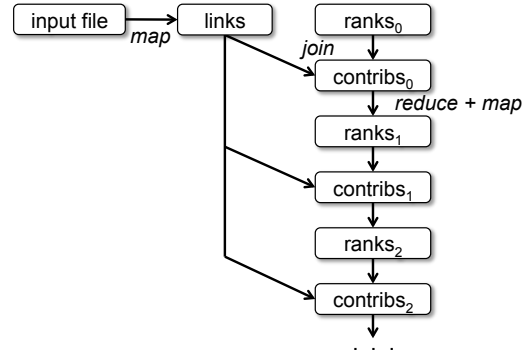 input file
map
links
ranks₀
join
contribs₀
reduce + map
ranks₁
contribs₁
ranks₂
contribs₂
. . .